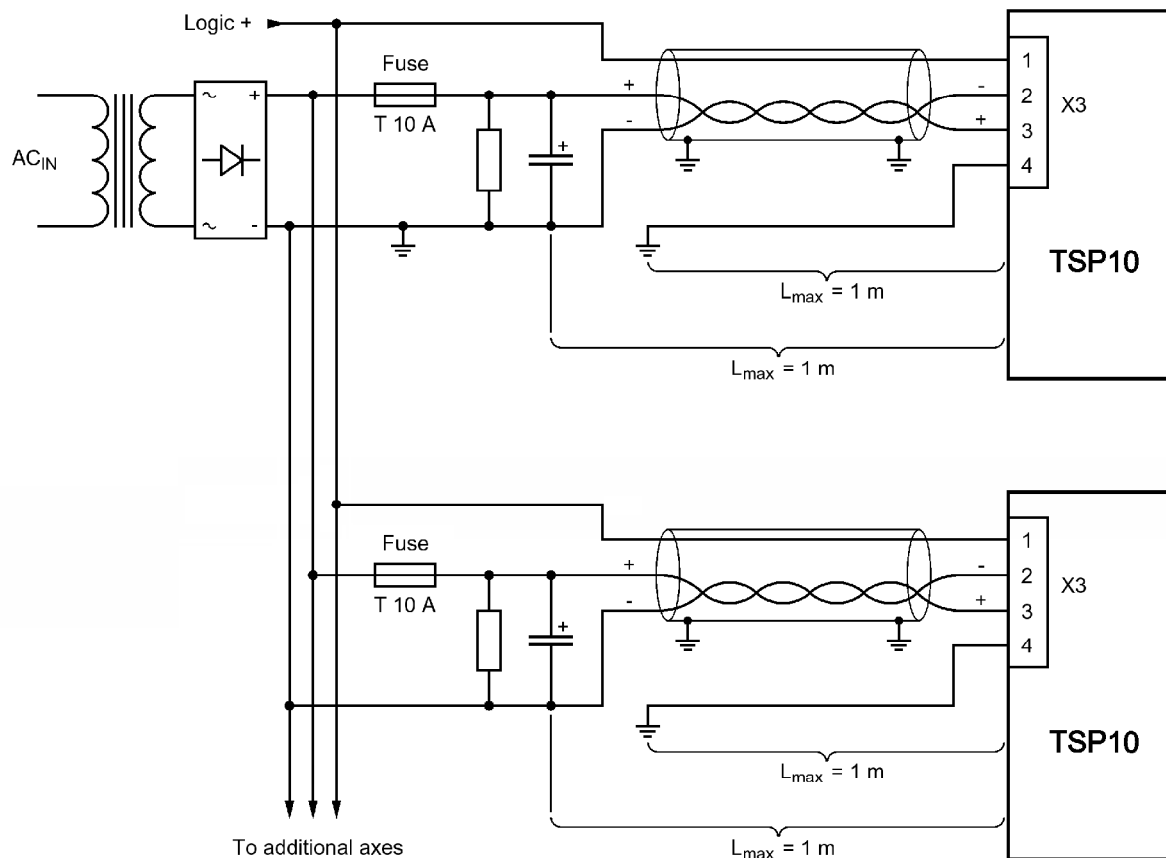 Logic +
Fuse
T 10 A
AC_IN
~ +
~ -
+
+
-
1
2
3
4
-
+
X3
TSP10
L_max = 1 m
L_max = 1 m
Fuse
T 10 A
+
+
-
1
2
3
4
-
+
X3
TSP10
L_max = 1 m
L_max = 1 m
To additional axes